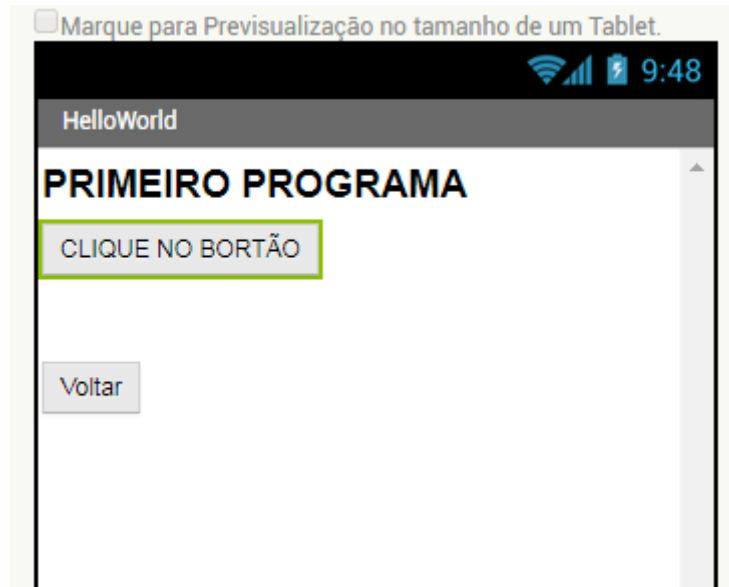 Marque para Previsualização no tamanho de um Tablet.
9:48
HelloWorld
PRIMEIRO PROGRAMA
CLIQUE NO BORTÃO
Voltar